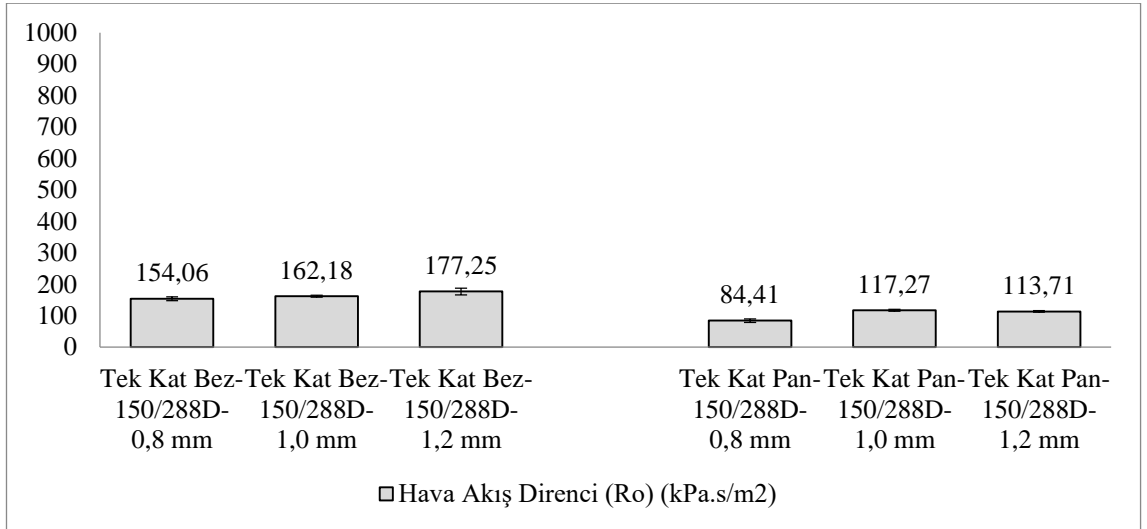 1000
900
800
700
600
500
400
300
200
100
0
154,06 162,18 177,25 84,41 117,27 113,71
Tek Kat Bez- Tek Kat Bez- Tek Kat Bez- Tek Kat Pan- Tek Kat Pan- Tek Kat Pan-
150/288D- 150/288D- 150/288D- 150/288D- 150/288D- 150/288D-
0,8 mm 1,0 mm 1,2 mm 0,8 mm 1,0 mm 1,2 mm
Hava Akış Direnci (Ro) (kPa.s/m2)